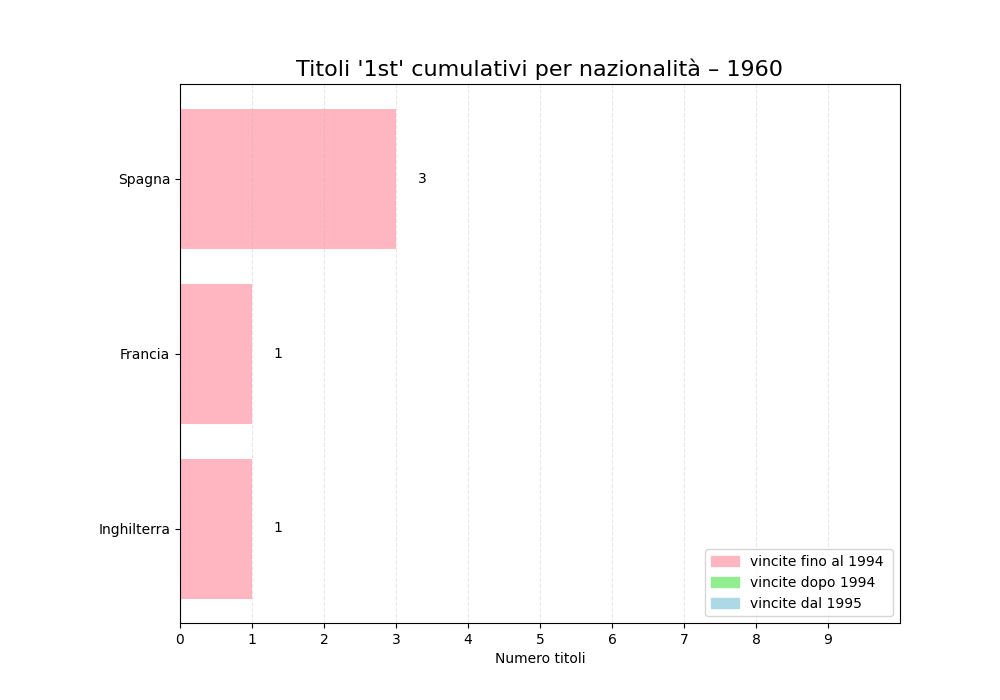 Titoli '1st' cumulativi per nazionalità – 1960
Spagna
3
Francia
1
Inghilterra
1
vincite fino al 1994
vincite dopo 1994
vincite dal 1995
0 1 2 3 4 5 6 7 8 9
Numero titoli